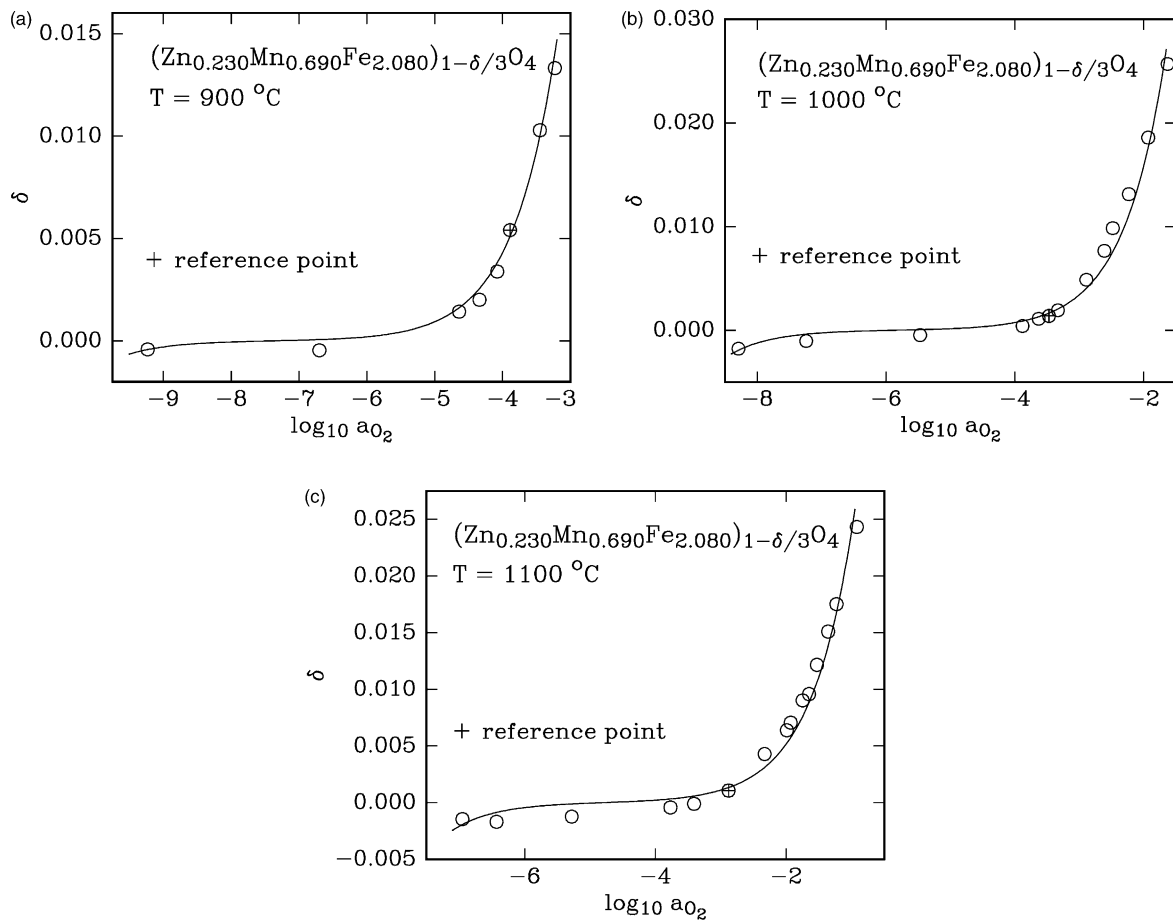 (a)
0.015
0.010
0.005
0.000
δ
(Zn0.230Mn0.690Fe2.080)1−δ/3O4
T = 900 °C
+ reference point
−9 −8 −7 −6 −5 −4 −3
log10 aO2
(b)
0.030
0.020
0.010
0.000
δ
(Zn0.230Mn0.690Fe2.080)1−δ/3O4
T = 1000 °C
+ reference point
−8 −6 −4 −2
log10 aO2
(c)
0.025
0.020
0.015
0.010
0.005
0.000
−0.005
δ
(Zn0.230Mn0.690Fe2.080)1−δ/3O4
T = 1100 °C
+ reference point
−6 −4 −2
log10 aO2